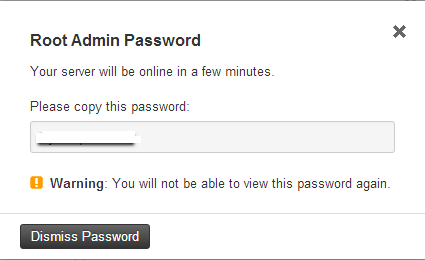 Root Admin Password
Your server will be online in a few minutes.
Please copy this password:
Warning: You will not be able to view this password again.
Dismiss Password